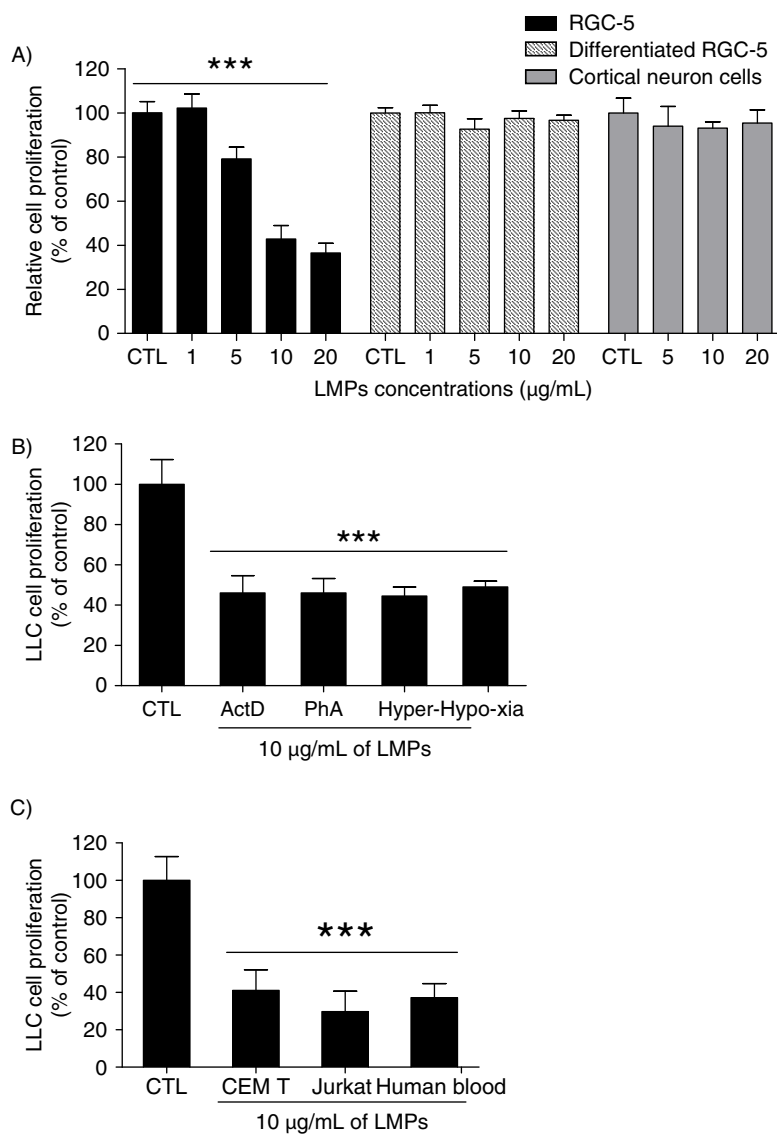 RGC-5
Differentiated RGC-5
Cortical neuron cells
A)
***
Relative cell proliferation
(% of control)
120
100
80
60
40
20
0
CTL 1 5 10 20 CTL 1 5 10 20 CTL 5 10 20
LMPs concentrations (µg/mL)
B)
LLC cell proliferation
(% of control)
120
100
80
60
40
20
0
***
CTL ActD PhA Hyper-Hypo-xia
10 µg/mL of LMPs
C)
LLC cell proliferation
(% of control)
120
100
80
60
40
20
0
***
CTL CEM T Jurkat Human blood
10 µg/mL of LMPs